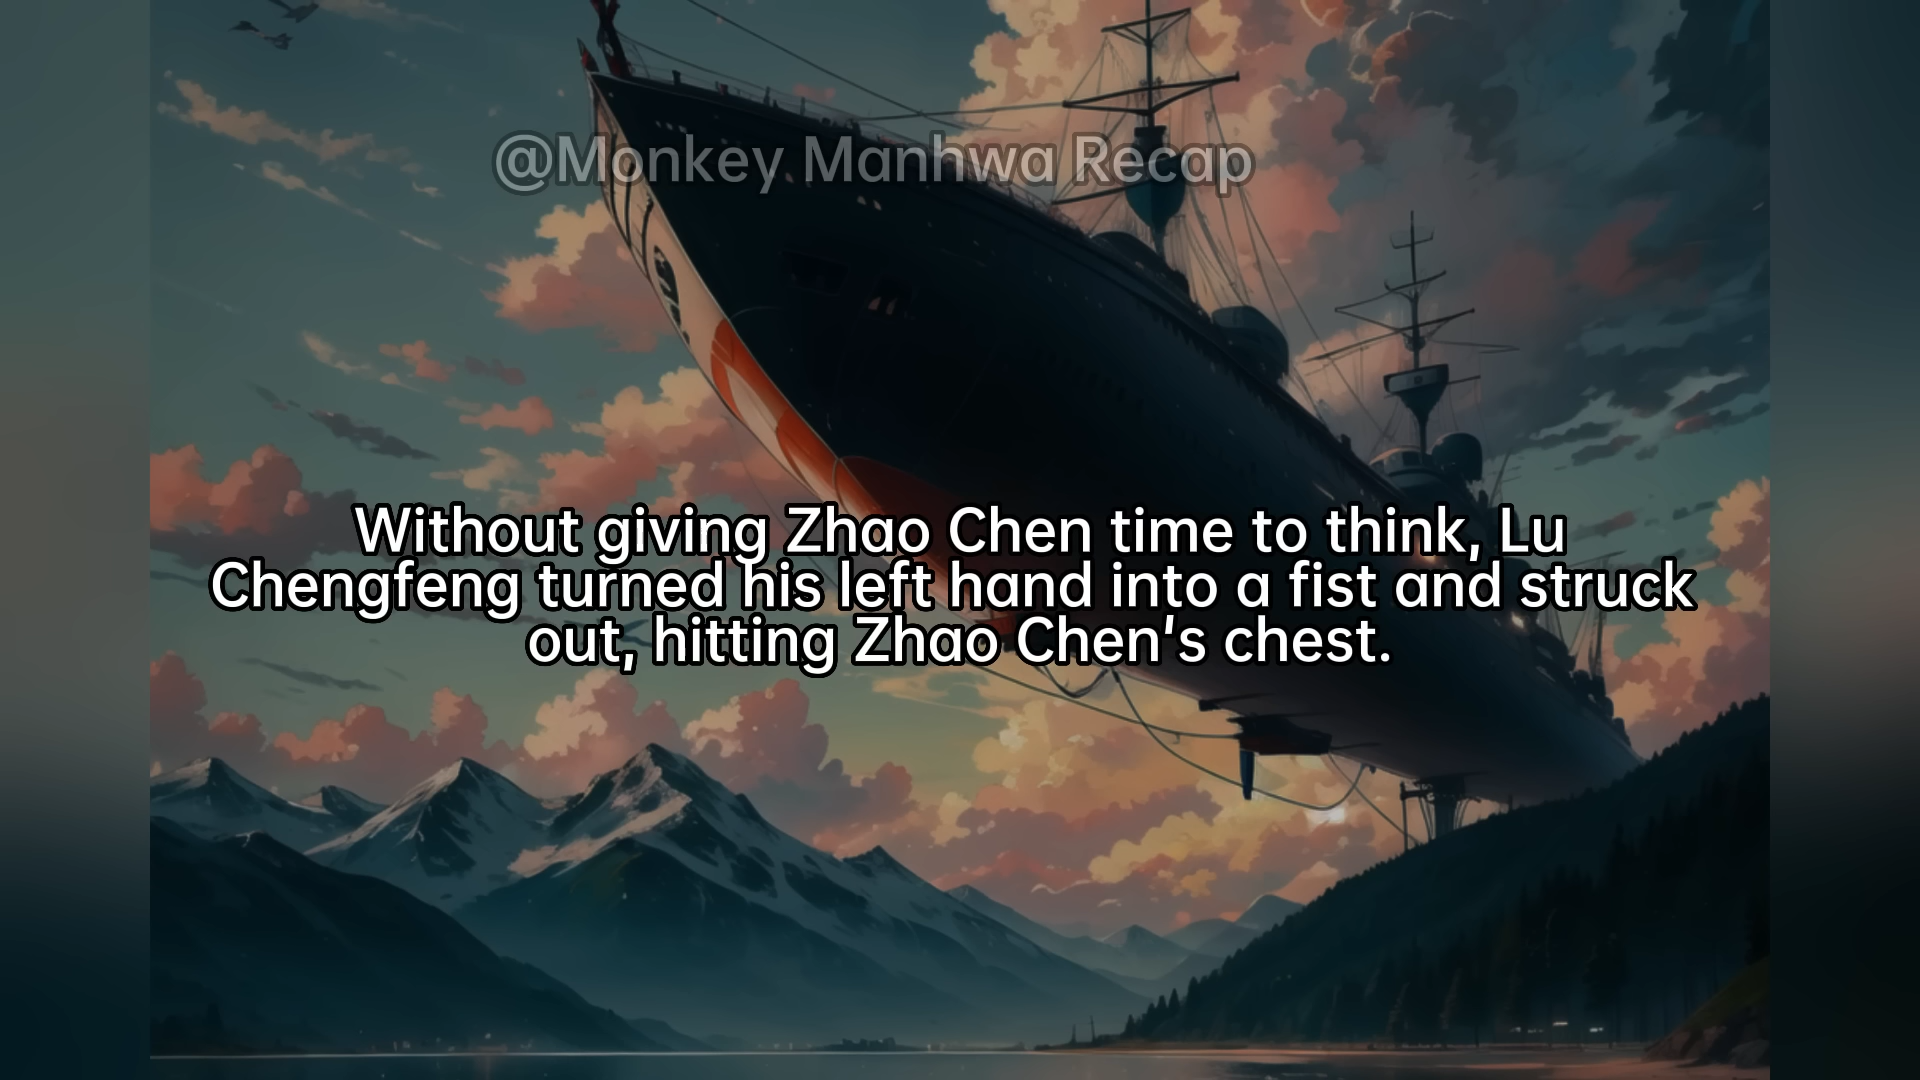 @Monkey Manhwa Recap
Without giving Zhao Chen time to think, Lu
Chengfeng turned his left hand into a fist and struck
out, hitting Zhao Chen's chest.